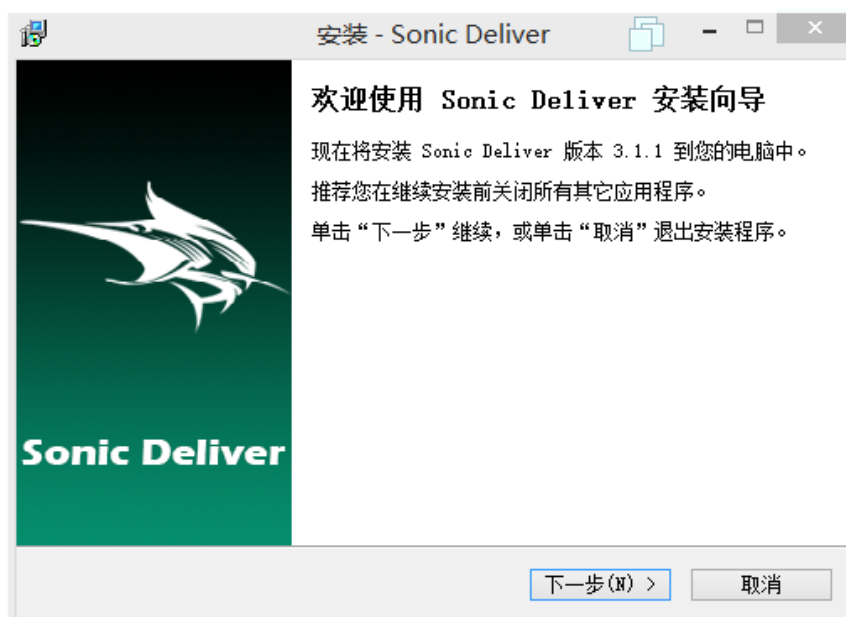 安装 - Sonic Deliver
欢迎使用 Sonic Deliver 安装向导
现在将安装 Sonic Deliver 版本 3.1.1 到您的电脑中。
推荐您在继续安装前关闭所有其它应用程序。
单击“下一步”继续，或单击“取消”退出安装程序。
Sonic Deliver
下一步(N) >
取消